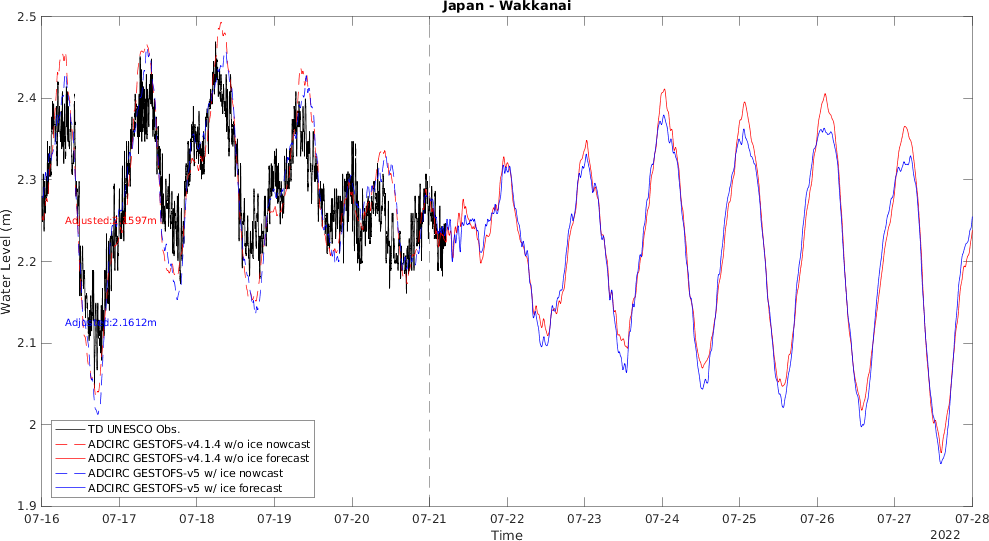 Japan - Wakkanai
2.5
2.4
2.3
2.2
2.1
2
1.9
Water Level (m)
Adjusted:2.1597m
Adjusted:2.1612m
TD UNESCO Obs.
ADCIRC GESTOFS-v4.1.4 w/o ice nowcast
ADCIRC GESTOFS-v4.1.4 w/o ice forecast
ADCIRC GESTOFS-v5 w/ ice nowcast
ADCIRC GESTOFS-v5 w/ ice forecast
07-16 07-17 07-18 07-19 07-20 07-21 07-22 07-23 07-24 07-25 07-26 07-27 07-28
Time
2022